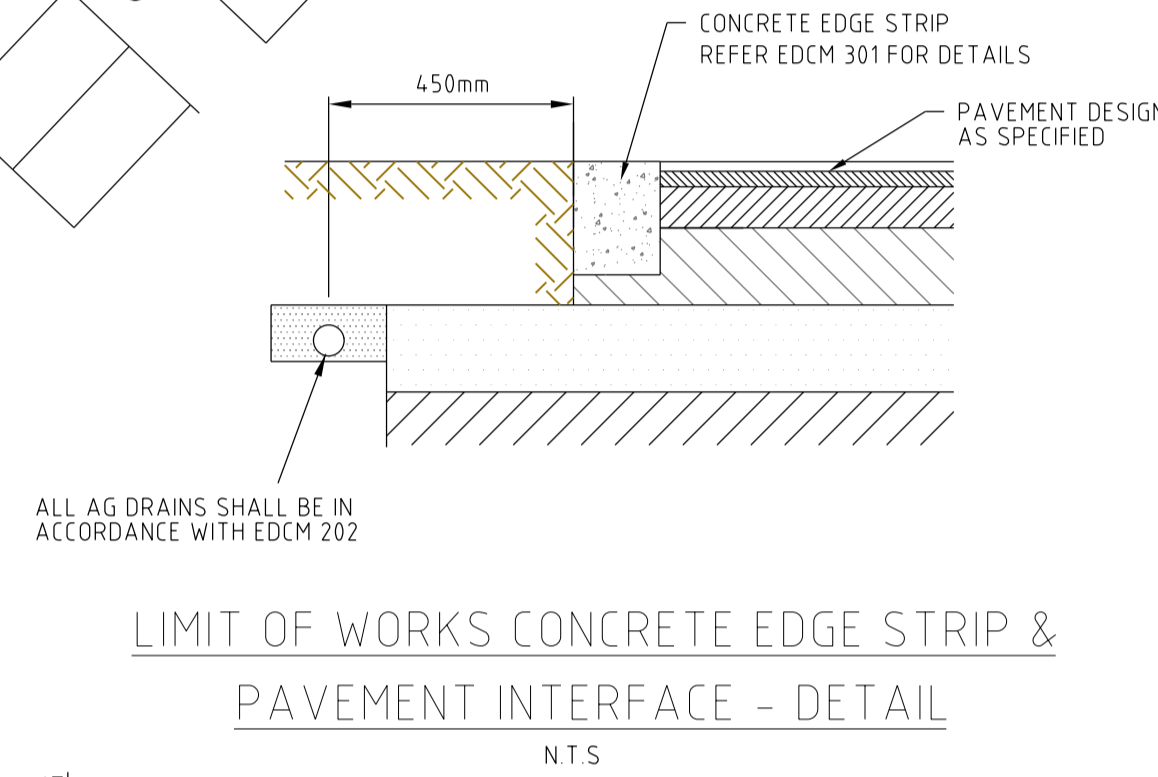 CONCRETE EDGE STRIP
REFER EDCM 301 FOR DETAILS
450mm
PAVEMENT DESIGN
AS SPECIFIED
ALL AG DRAINS SHALL BE IN
ACCORDANCE WITH EDCM 202
LIMIT OF WORKS CONCRETE EDGE STRIP &
PAVEMENT INTERFACE - DETAIL
N.T.S